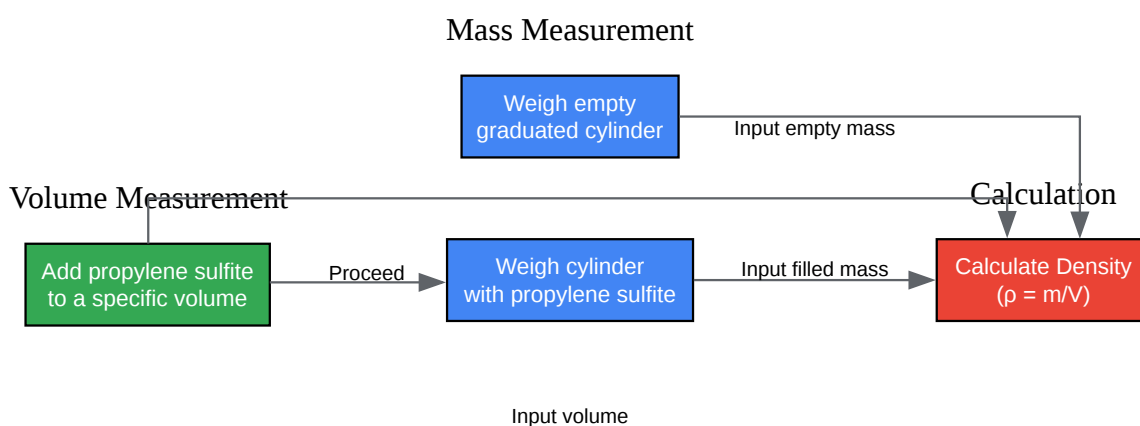 Mass Measurement
Weigh empty
graduated cylinder
Input empty mass
Volume Measurement
Calculation
Add propylene sulfite
to a specific volume
Proceed
Weigh cylinder
with propylene sulfite
Input filled mass
Calculate Density
(ρ = m/V)
Input volume